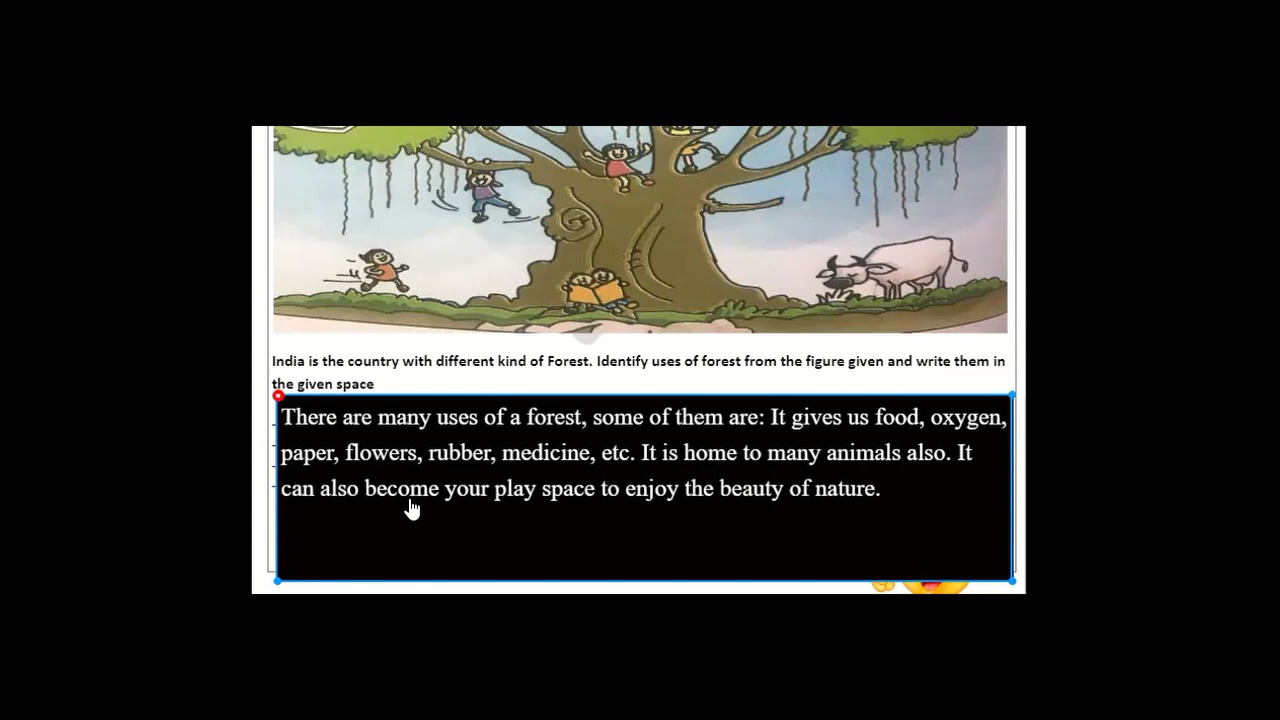 India is the country with different kind of Forest. Identify uses of forest from the figure given and write them in
the given space
There are many uses of a forest, some of them are: It gives us food, oxygen,
paper, flowers, rubber, medicine, etc. It is home to many animals also. It
can also become your play space to enjoy the beauty of nature.